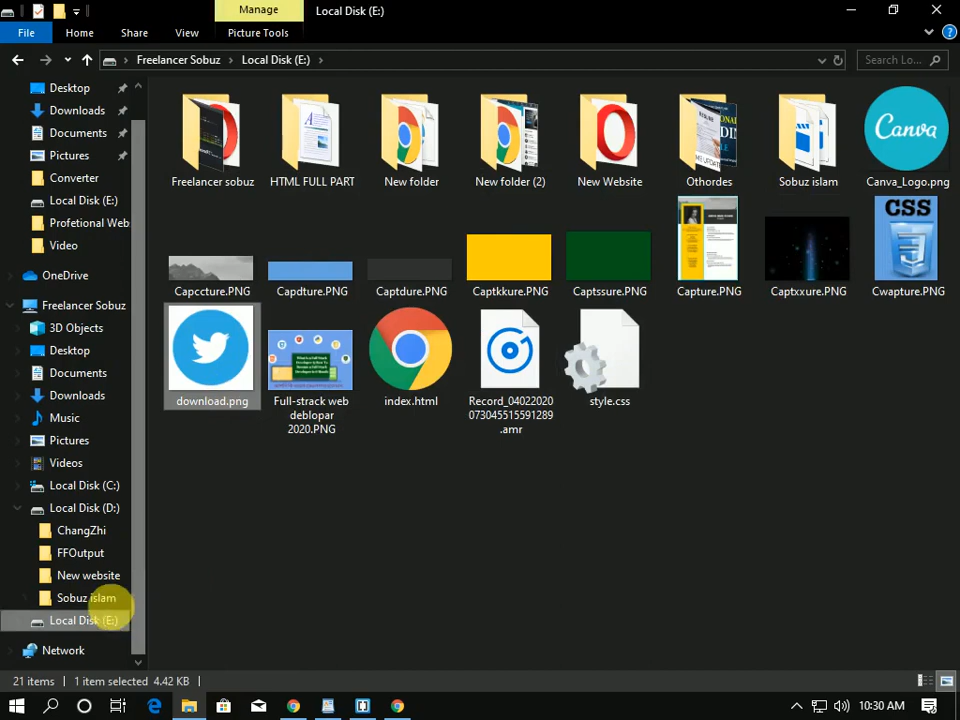 Manage
Local Disk (E:)
File
Home
Share
View
Picture Tools
Freelancer Sobuz
Local Disk (E:)
Search Lo...
Desktop
Downloads
Documents
Pictures
Converter
Local Disk (E:)
Profetional Web
Video
OneDrive
Freelancer Sobuz
3D Objects
Desktop
Documents
Downloads
Music
Pictures
Videos
Local Disk (C:)
Local Disk (D:)
ChangZhi
FFOutput
New website
Sobuz islam
Local Disk (E:)
Network
Freelancer sobuz
HTML FULL PART
New folder
New folder (2)
New Website
Othordes
Sobuz islam
Canva
Canva_Logo.png
Capccture.PNG
Capdture.PNG
Captdure.PNG
Captkkure.PNG
Captssure.PNG
Capture.PNG
Captxxure.PNG
CSS
Cwapture.PNG
download.png
Full-stack web
deblopar
2020.PNG
index.html
Record_04022020
073045515591289
.amr
style.css
21 items
1 item selected 4.42 KB
10:30 AM